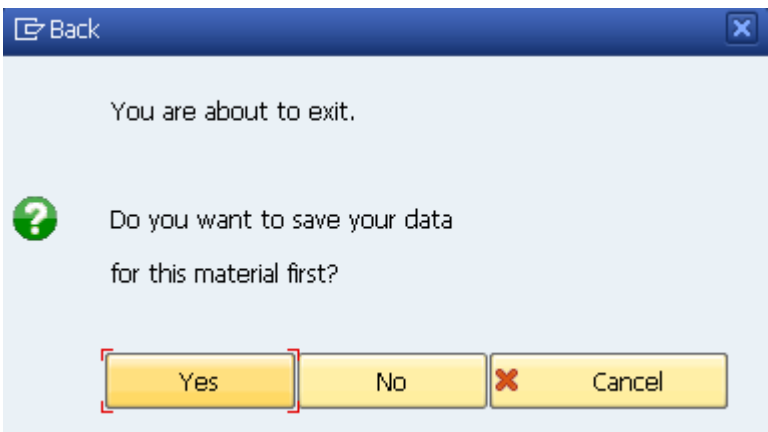 Back
You are about to exit.
Do you want to save your data
for this material first?
Yes No Cancel